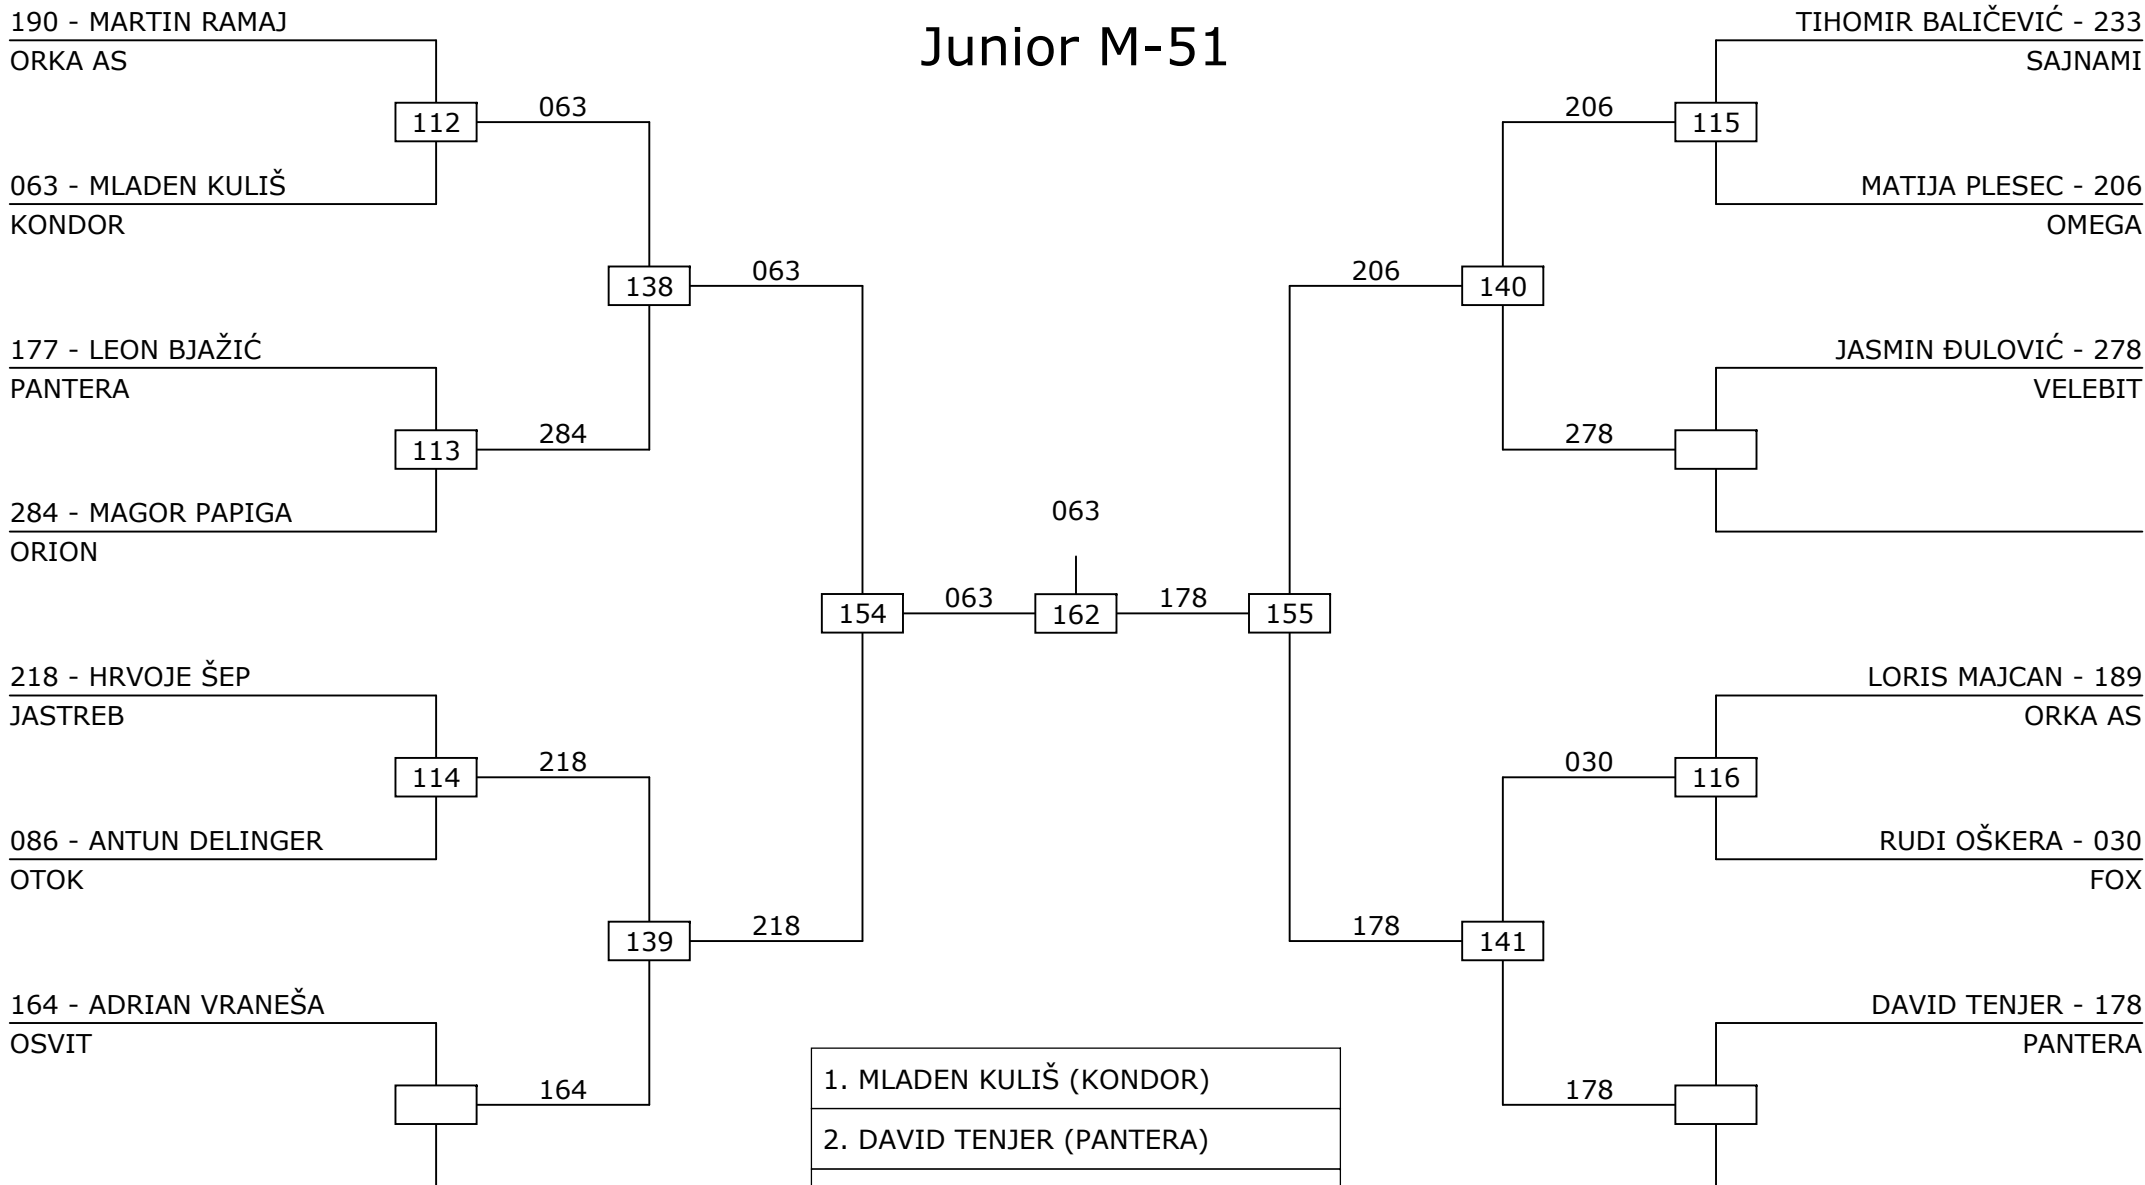 Junior M-51
190 - MARTIN RAMAJ
ORKA AS
112
063
063 - MLADEN KULIŠ
KONDOR
138
063
177 - LEON BJAŽIĆ
PANTERA
113
284
284 - MAGOR PAPIGA
ORION
154
063
218 - HRVOJE ŠEP
JASTREB
114
218
086 - ANTUN DELINGER
OTOK
139
218
164 - ADRIAN VRANEŠA
OSVIT
164
063
162
TIHOMIR BALIČEVIĆ - 233
SAJNAMI
206
115
MATIJA PLESEC - 206
OMEGA
206
140
JASMIN ĐULOVIĆ - 278
VELEBIT
278
178
155
LORIS MAJCAN - 189
ORKA AS
030
116
RUDI OŠKERA - 030
FOX
178
141
DAVID TENJER - 178
PANTERA
178
1. MLADEN KULIŠ (KONDOR)
2. DAVID TENJER (PANTERA)